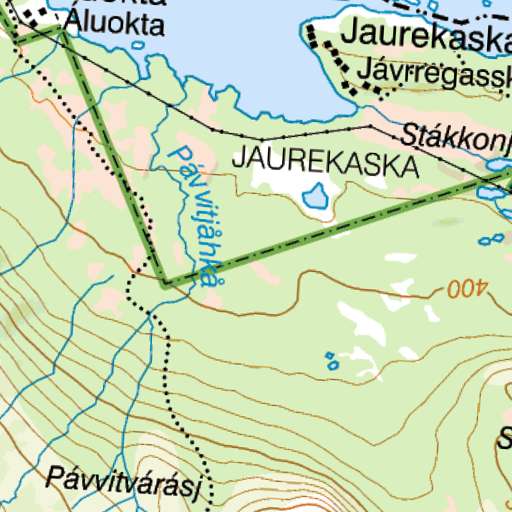 Áluokta
Jaurekaska
Jávrregassk
Stákkonj
JAUREKASKA
Pávvitjåhkå
400
Pávvitvárásj
S